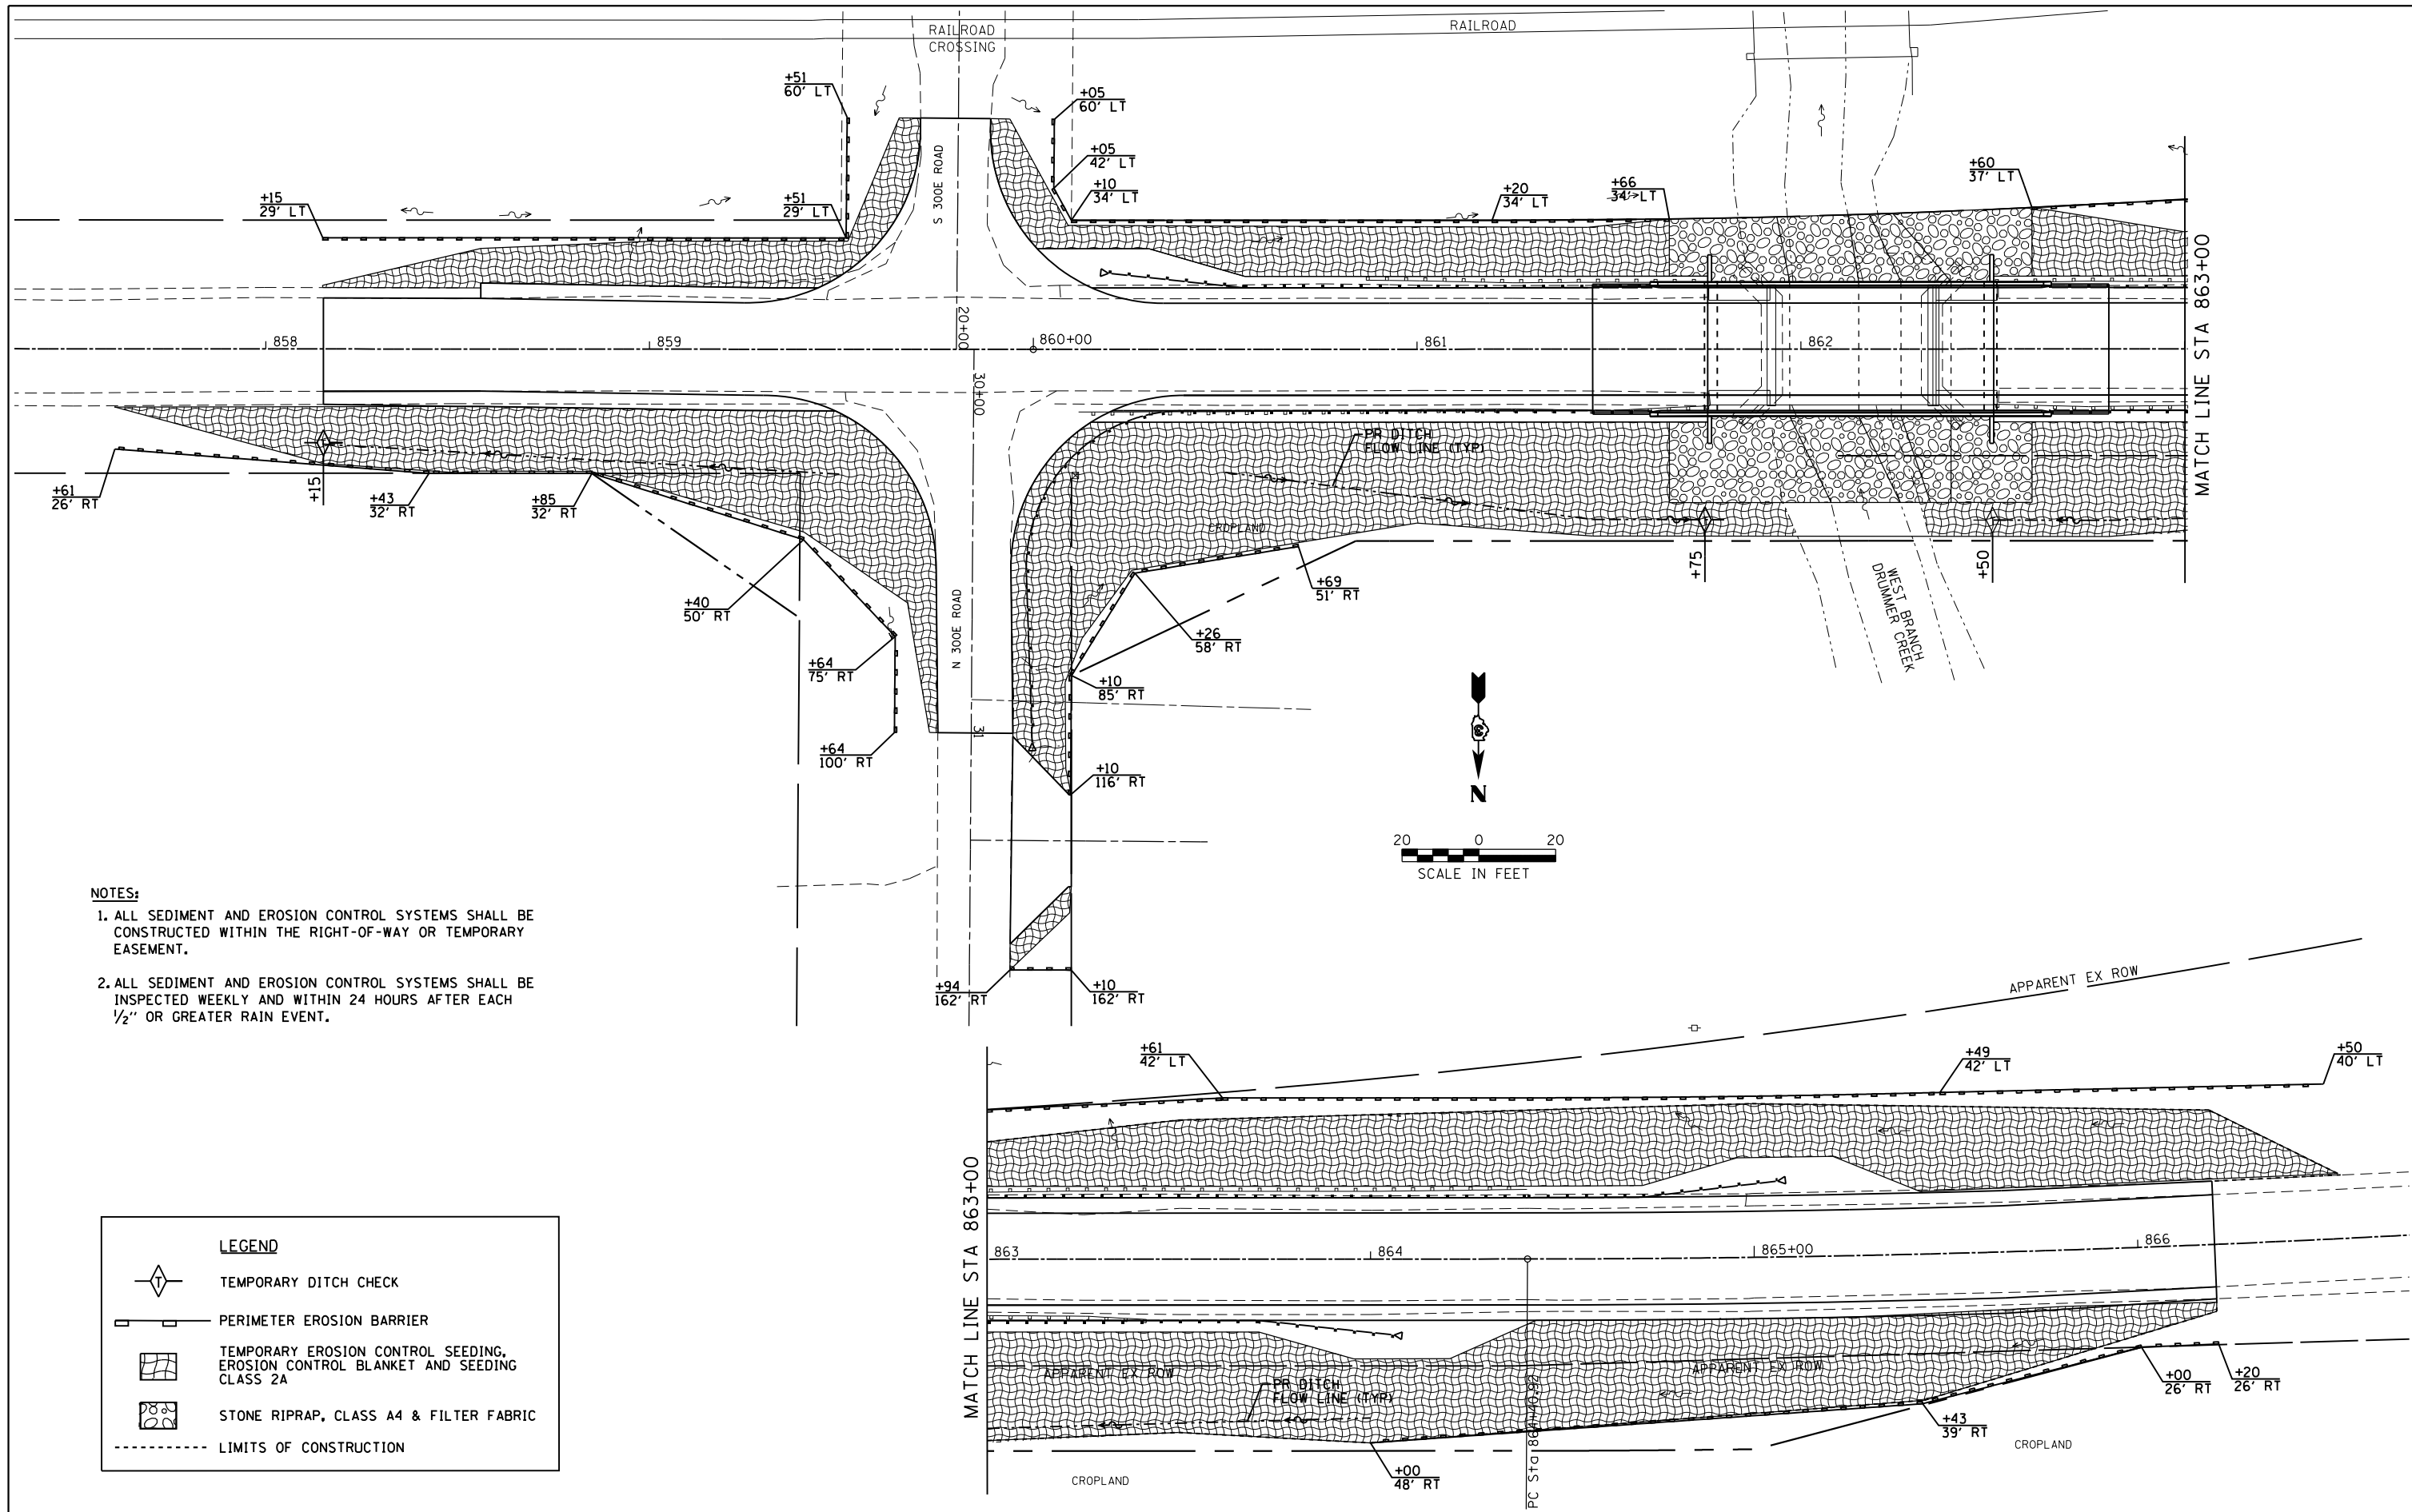 RAILROAD
CROSSING
RAILROAD
+51
60' LT
+05
60' LT
+05
42' LT
+10
34' LT
+15
29' LT
+51
29' LT
+20
34' LT
+66
34' LT
+60
37' LT
S 300E ROAD
MATCH LINE STA 863+00
858
859
20+00
860+00
861
862
30+00
PR DITCH
FLOW LINE (TYP)
CROPLAND
+61
26' RT
+15
+43
32' RT
+85
32' RT
+40
50' RT
+64
75' RT
+64
100' RT
N 300E ROAD
31
+69
51' RT
+26
58' RT
+10
85' RT
+10
116' RT
+75
+50
WEST BRANCH
DRUMMER CREEK
N
20 0 20
SCALE IN FEET
+94
162' RT
+10
162' RT
NOTES:
1. ALL SEDIMENT AND EROSION CONTROL SYSTEMS SHALL BE
CONSTRUCTED WITHIN THE RIGHT-OF-WAY OR TEMPORARY
EASEMENT.
2. ALL SEDIMENT AND EROSION CONTROL SYSTEMS SHALL BE
INSPECTED WEEKLY AND WITHIN 24 HOURS AFTER EACH
1/2" OR GREATER RAIN EVENT.
LEGEND
T TEMPORARY DITCH CHECK
PERIMETER EROSION BARRIER
TEMPORARY EROSION CONTROL SEEDING,
EROSION CONTROL BLANKET AND SEEDING
CLASS 2A
STONE RIPRAP, CLASS A4 & FILTER FABRIC
LIMITS OF CONSTRUCTION
APPARENT EX ROW
+61
42' LT
+49
42' LT
+50
40' LT
MATCH LINE STA 863+00
863
864
865+00
866
APPARENT EX ROW
APPARENT EX ROW
PR DITCH
FLOW LINE (TYP)
PC Sta 864+40.92
+00
26' RT
+20
26' RT
+43
39' RT
+00
48' RT
CROPLAND
CROPLAND